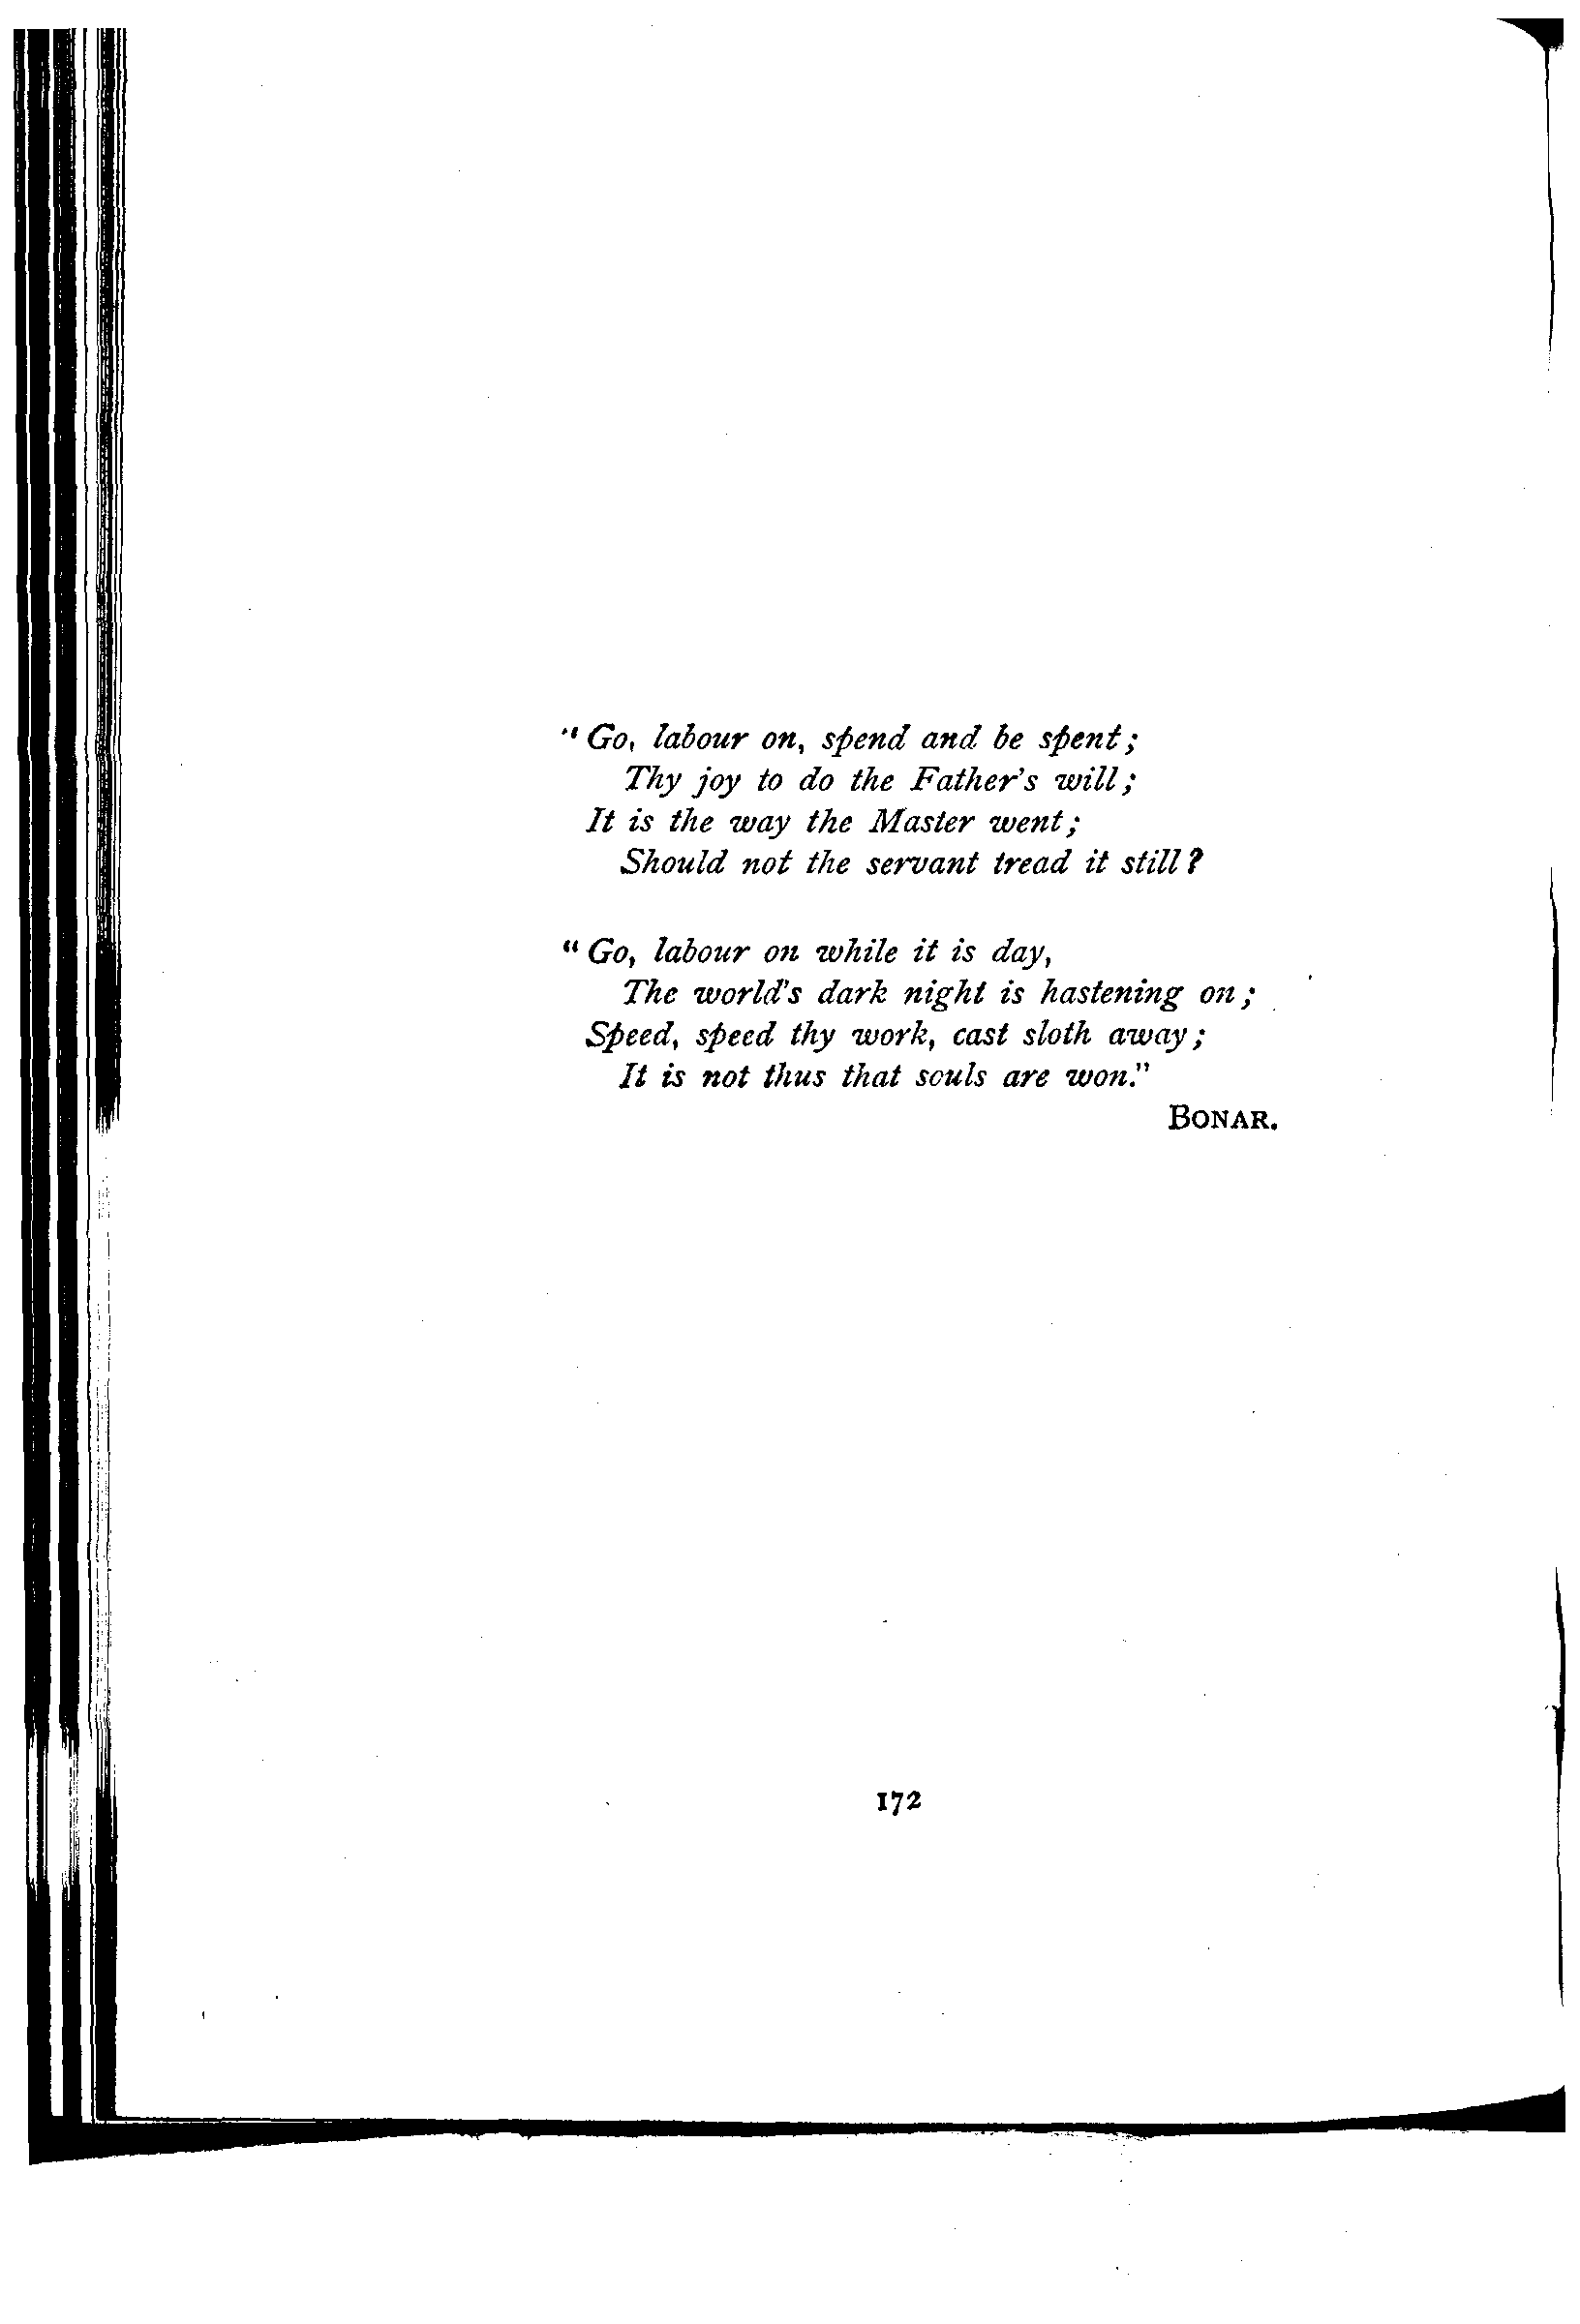 "Go, labour on, spend and be spent;
Thy joy to do the Father's will;
It is the way the Master went;
Should not the servant tread it still?
"Go, labour on while it is day,
The world's dark night is hastening on;
Speed, speed thy work, cast sloth away;
It is not thus that souls are won."
BONAR.
172